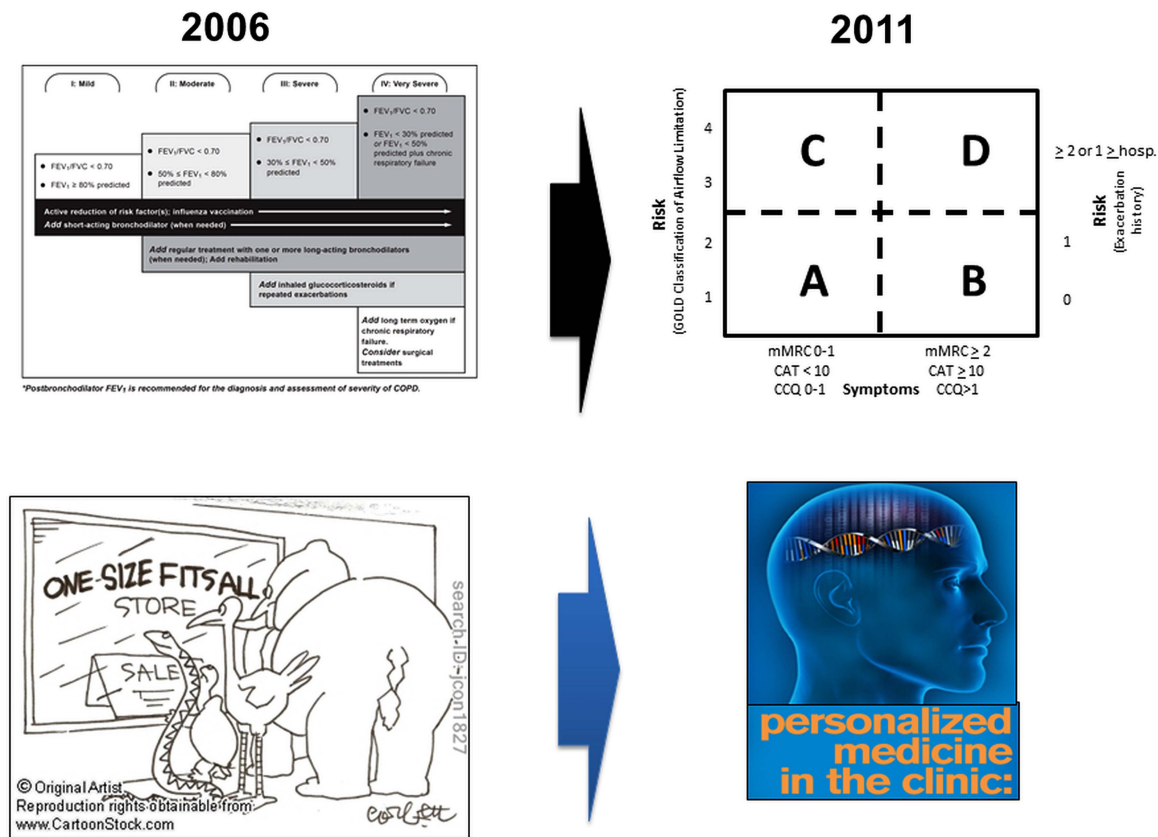 2006
2011
I: Mild
II: Moderate
III: Severe
IV: Very Severe
• FEV₁/FVC < 0.70
• FEV₁ ≥ 80% predicted
• FEV₁/FVC < 0.70
• 50% ≤ FEV₁ < 80%
predicted
• FEV₁/FVC < 0.70
• 30% ≤ FEV₁ < 50%
predicted
• FEV₁/FVC < 0.70
• FEV₁ < 30% predicted
or FEV₁ < 50%
predicted plus chronic
respiratory failure
Active reduction of risk factor(s); influenza vaccination
Add short-acting bronchodilator (when needed)
Add regular treatment with one or more long-acting bronchodilators
(when needed); Add rehabilitation
Add inhaled glucocorticosteroids if
repeated exacerbations
Add long term oxygen if
chronic respiratory
failure.
Consider surgical
treatments
*Postbronchodilator FEV₁ is recommended for the diagnosis and assessment of severity of COPD.
Risk
(GOLD Classification of Airflow Limitation)
4
3
2
1
C
D
A
B
≥ 2 or 1 ≥ hosp.
1
0
Risk
(Exacerbation
history)
mMRC 0-1
CAT < 10
CCQ 0-1
Symptoms
mMRC ≥ 2
CAT ≥ 10
CCQ>1
ONE-SIZE FITS ALL
STORE
SALE
search ID: jcon1827
© Original Artist
Reproduction rights obtainable from
www.CartoonStock.com
personalized
medicine
in the clinic: